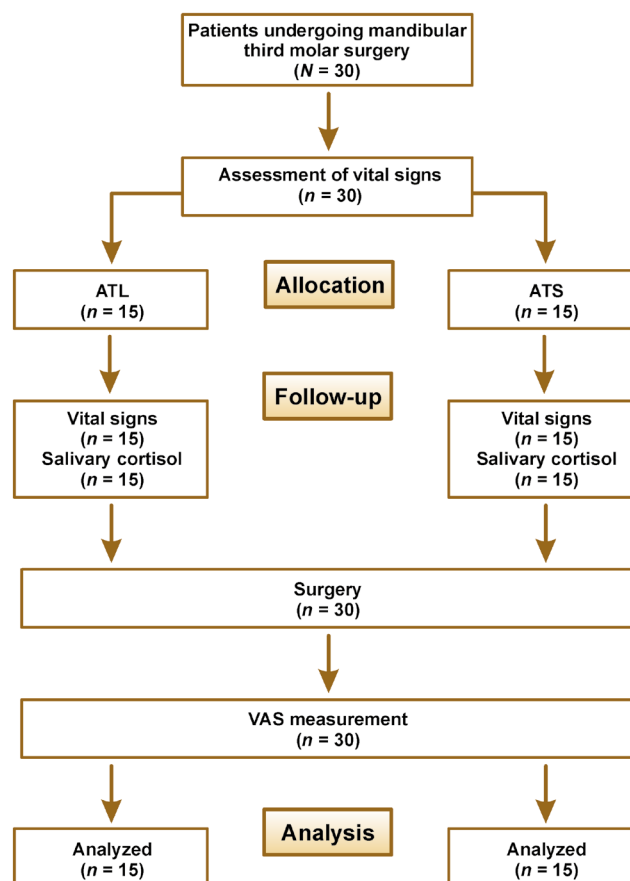 Patients undergoing mandibular
third molar surgery
(N = 30)
Assessment of vital signs
(n = 30)
Allocation
ATL
(n = 15)
ATS
(n = 15)
Follow-up
Vital signs
(n = 15)
Salivary cortisol
(n = 15)
Vital signs
(n = 15)
Salivary cortisol
(n = 15)
Surgery
(n = 30)
VAS measurement
(n = 30)
Analysis
Analyzed
(n = 15)
Analyzed
(n = 15)